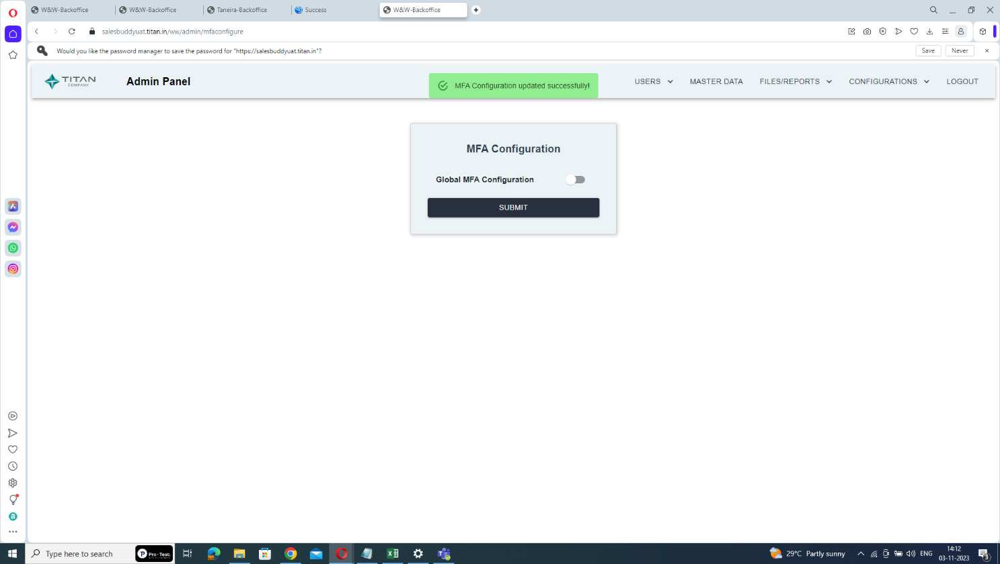 W&W-Backoffice
W&W-Backoffice
Taneira-Backoffice
Success
W&W-Backoffice
salesbuddyuat.titan.in/ww/admin/mfaconfigure
Would you like the password manager to save the password for "https://salesbuddyuat.titan.in"?
Save
Never
TITAN
COMPANY
Admin Panel
MFA Configuration updated successfully!
USERS
MASTER DATA
FILES/REPORTS
CONFIGURATIONS
LOGOUT
MFA Configuration
Global MFA Configuration
SUBMIT
Type here to search
Pro-Test
29°C Partly sunny
ENG
14:12
03-11-2023
3